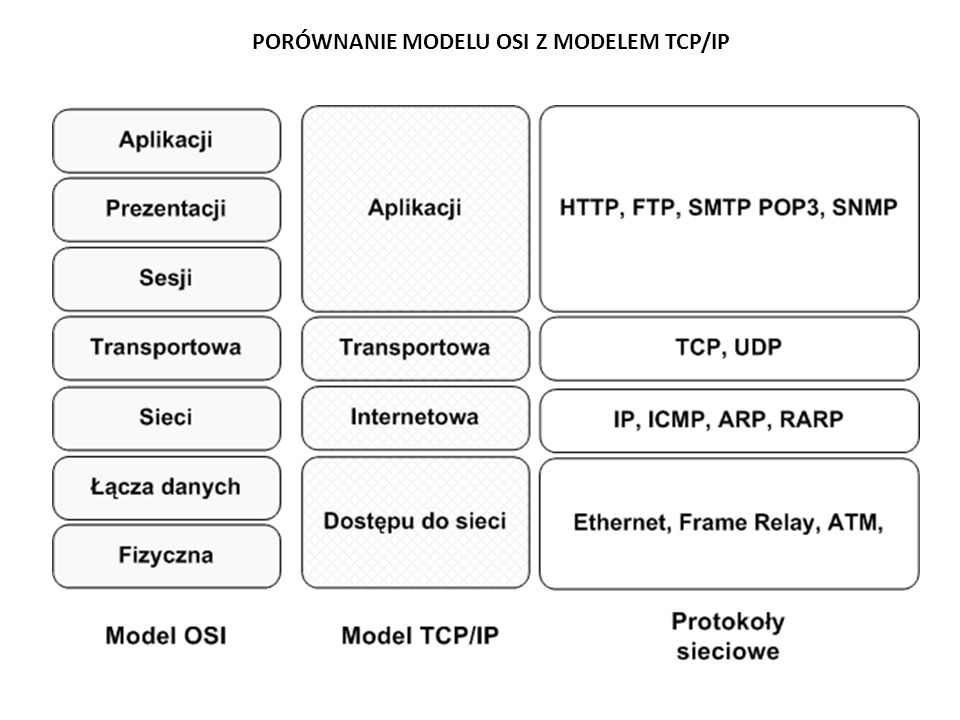 PORÓWNANIE MODELU OSI Z MODELEM TCP/IP
Aplikacji
Prezentacji
Sesji
Transportowa
Sieci
Łącza danych
Fizyczna
Model OSI
Aplikacji
Transportowa
Internetowa
Dostępu do sieci
Model TCP/IP
HTTP, FTP, SMTP POP3, SNMP
TCP, UDP
IP, ICMP, ARP, RARP
Ethernet, Frame Relay, ATM,
Protokoły
sieciowe